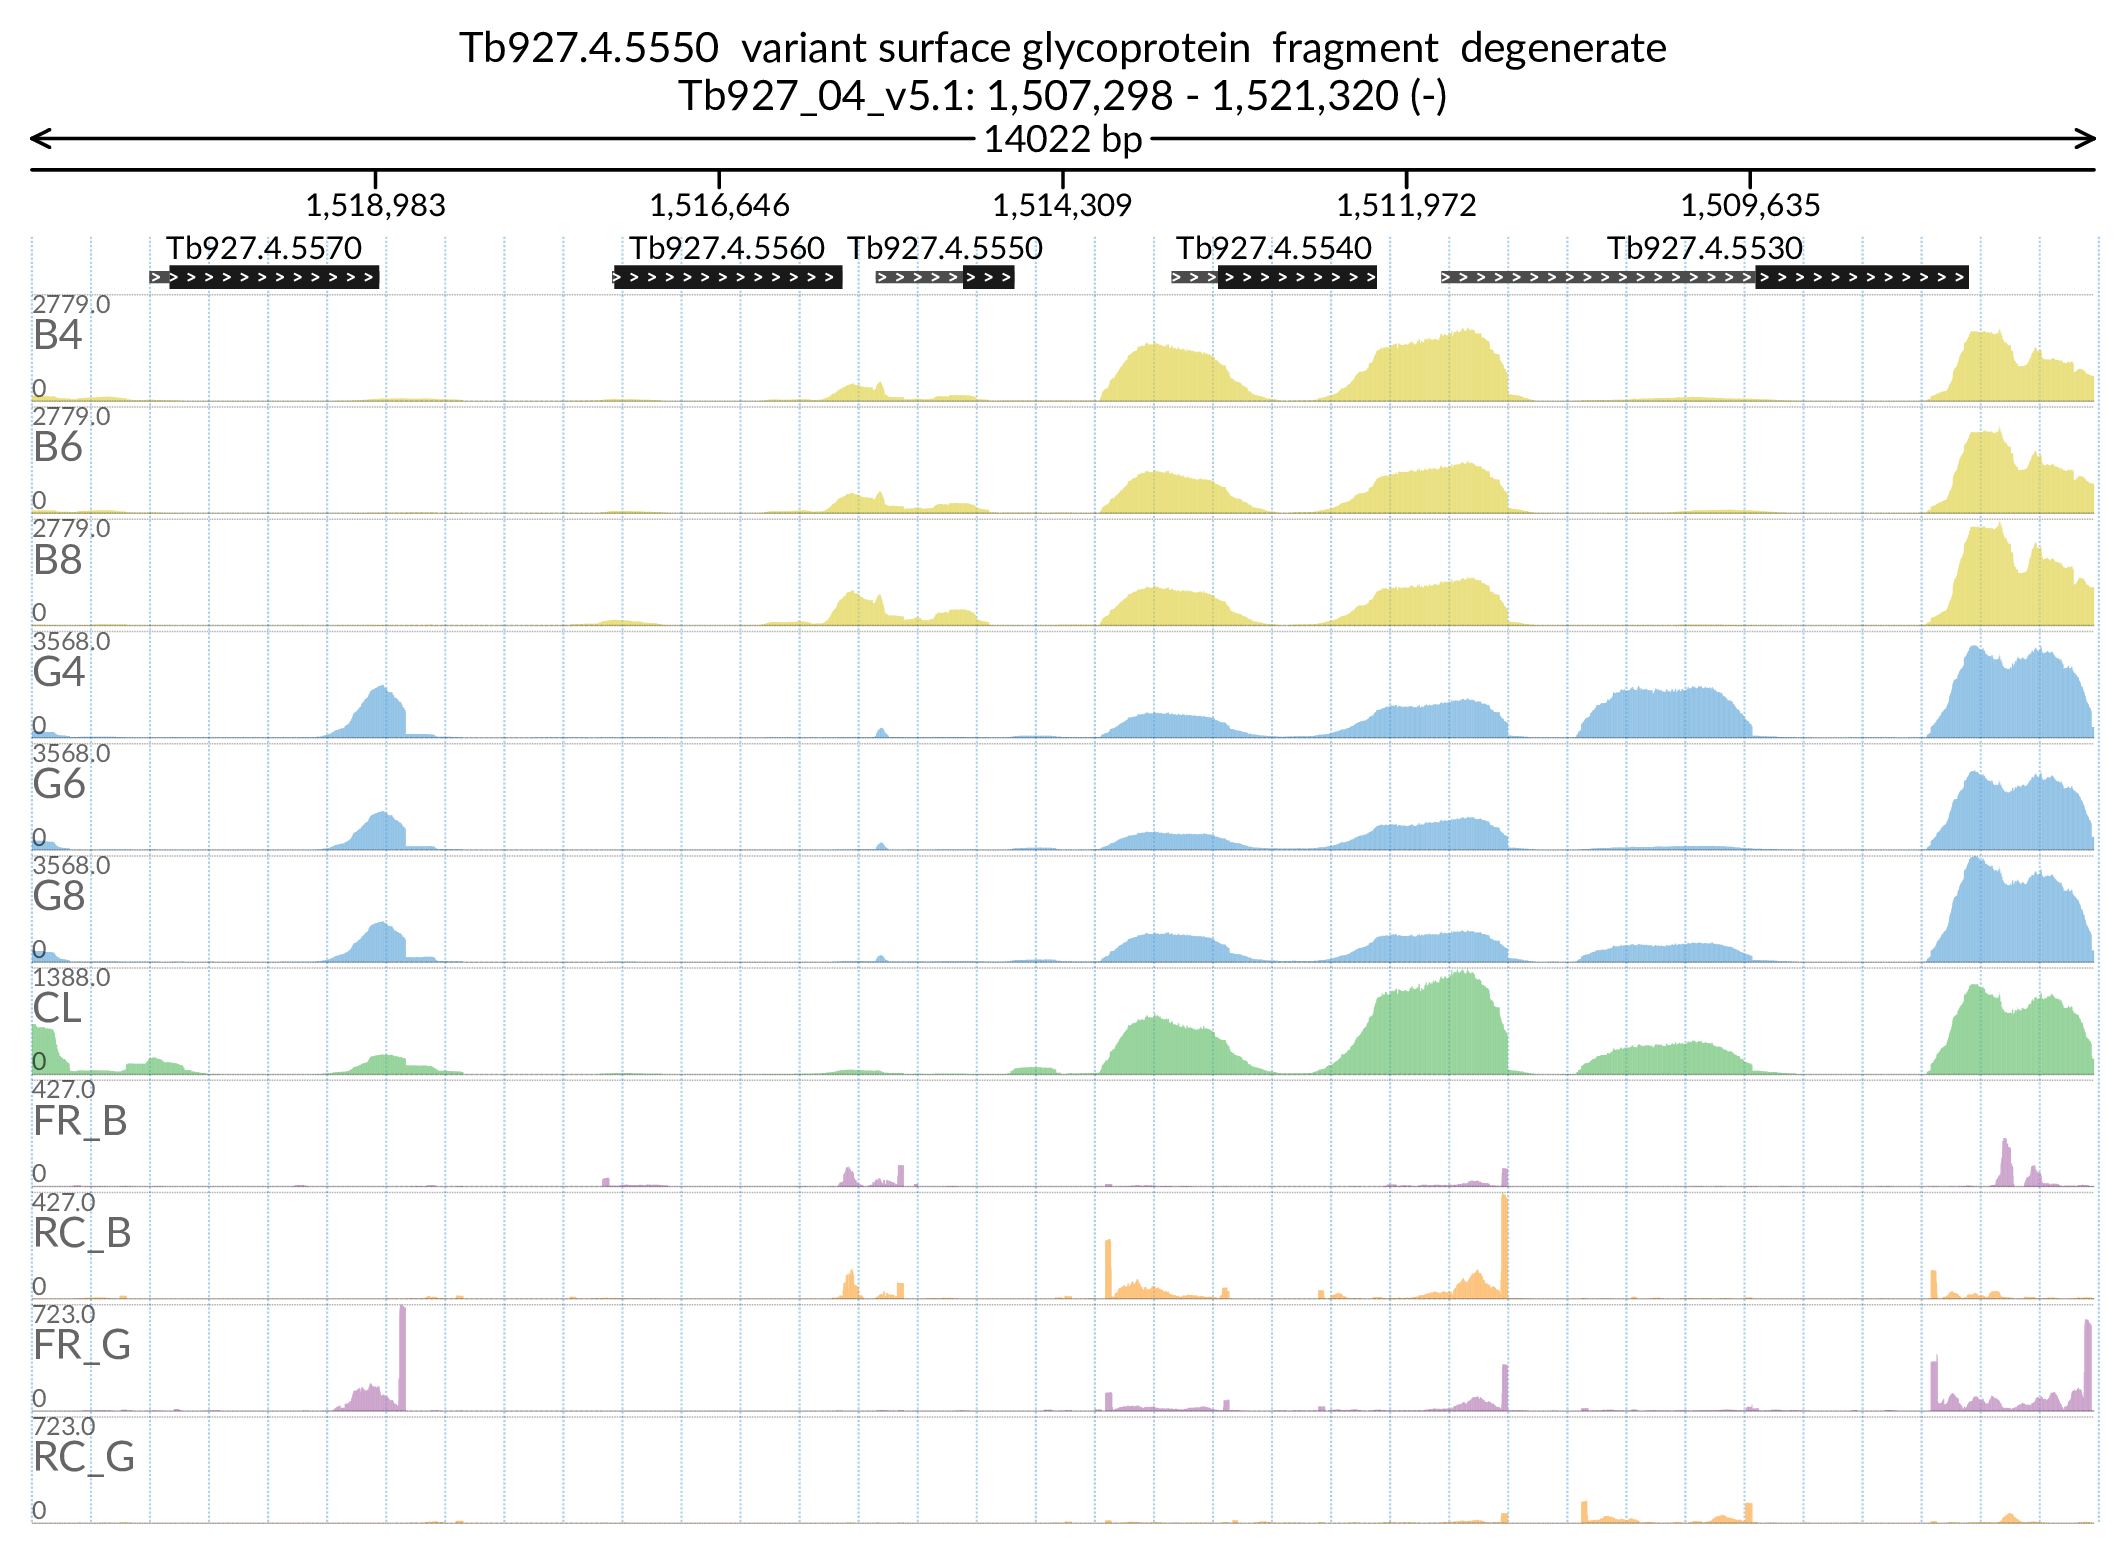 Tb927.4.5550 variant surface glycoprotein fragment degenerate
Tb927_04_v5.1: 1,507,298 - 1,521,320 (-)
14022 bp
1,518,983 1,516,646 1,514,309 1,511,972 1,509,635
Tb927.4.5570 Tb927.4.5560 Tb927.4.5550 Tb927.4.5540 Tb927.4.5530
2779.0
B4
0
2779.0
B6
0
2779.0
B8
0
3568.0
G4
0
3568.0
G6
0
3568.0
G8
0
1388.0
CL
0
427.0
FR_B
0
427.0
RC_B
0
723.0
FR_G
0
723.0
RC_G
0